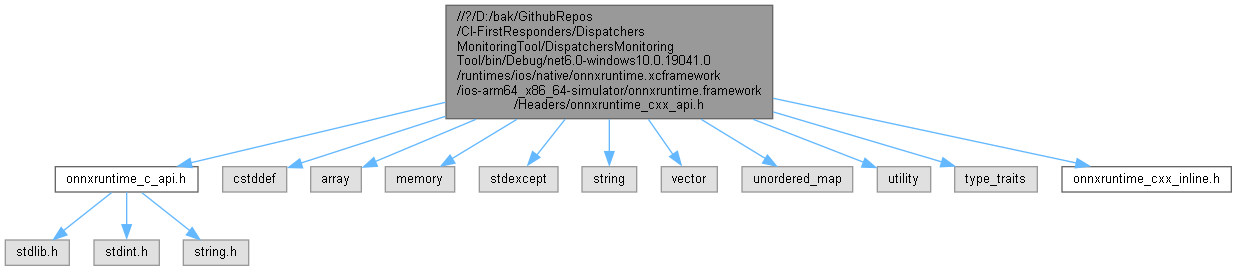 //?/D:/bak/GithubRepos
/CI-FirstResponders/Dispatchers
MonitoringTool/DispatchersMonitoring
Tool/bin/Debug/net6.0-windows10.0.19041.0
/runtimes/ios/native/onnxruntime.xcframework
/ios-arm64_x86_64-simulator/onnxruntime.framework
/Headers/onnxruntime_cxx_api.h
onnxruntime_c_api.h
cstddef
array
memory
stdexcept
string
vector
unordered_map
utility
type_traits
onnxruntime_cxx_inline.h
stdlib.h
stdint.h
string.h